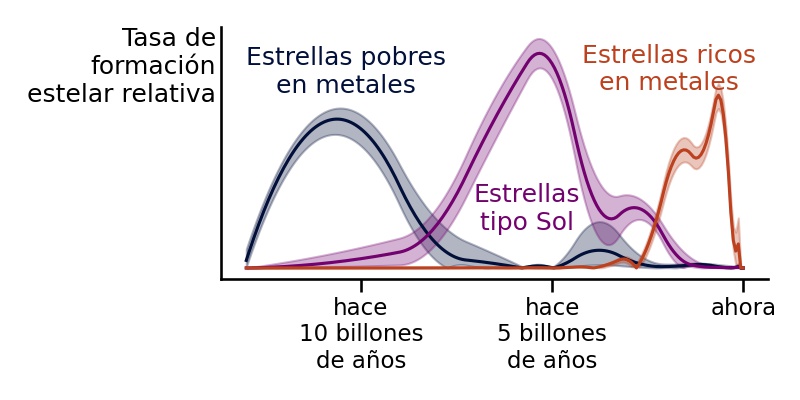 Tasa de
formación
estelar relativa
Estrellas pobres
en metales
Estrellas ricos
en metales
Estrellas
tipo Sol
hace
10 billones
de años
hace
5 billones
de años
ahora